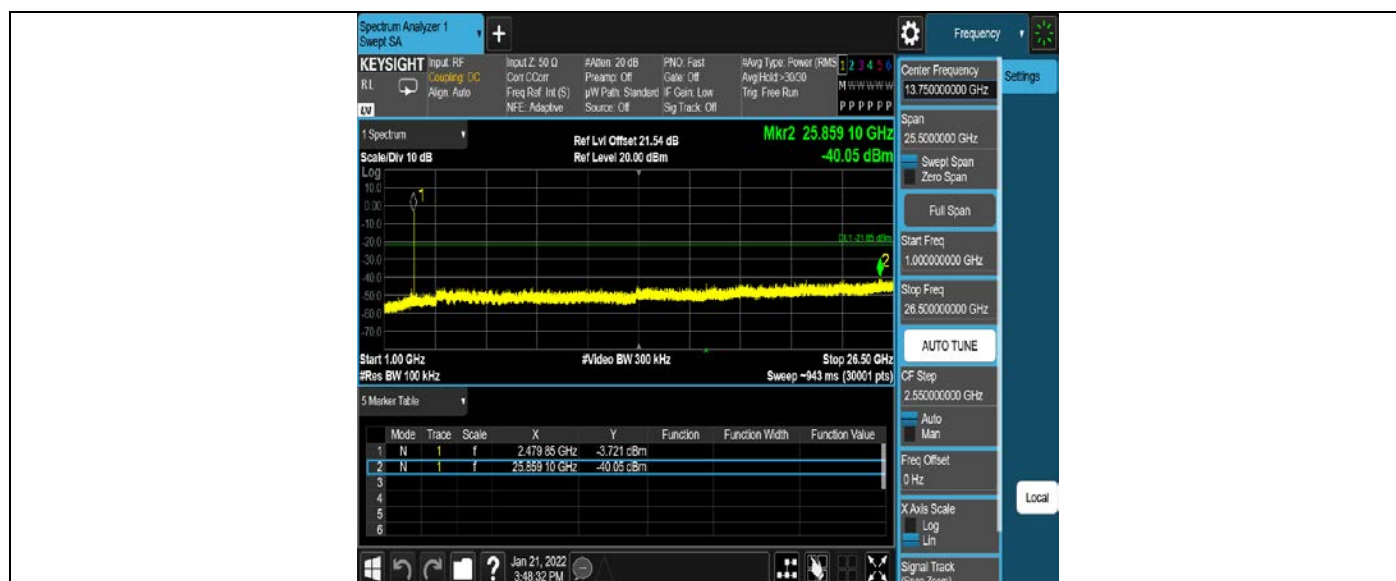 Spectrum Analyzer 1
Swept SA
+
Frequency
KEYSIGHT
RL
LXI
Input: RF
Coupling: DC
Align: Auto
Input Z: 50 Ω
Corr CCorr
Freq Ref: Int (S)
NFE: Adaptive
#Atten: 20 dB
Preamp: Off
µW Path: Standard
Source: Off
PNO: Fast
Gate: Off
IF Gain: Low
Sig Track: Off
#Avg Type: Power (RMS
Avg|Hold:>30/30
Trig: Free Run
1 2 3 4 5 6
M W W W W W
P P P P P P
1 Spectrum
Scale/Div 10 dB
Ref Lvl Offset 21.54 dB
Ref Level 20.00 dBm
Mkr2 25.859 10 GHz
-40.05 dBm
Log
10.0
0.00
-10.0
-20.0
-30.0
-40.0
-50.0
-60.0
-70.0
1
DL1 -21.85 dBm
2
Start 1.00 GHz
#Video BW 300 kHz
Stop 26.50 GHz
#Res BW 100 kHz
Sweep ~943 ms (30001 pts)
5 Marker Table
Mode Trace Scale X Y Function Function Width Function Value
1 N 1 f 2.479 85 GHz -3.721 dBm
2 N 1 f 25.859 10 GHz -40.05 dBm
3
4
5
6
?
Jan 21, 2022
3:48:32 PM
Center Frequency
13.750000000 GHz
Settings
Span
25.5000000 GHz
Swept Span
Zero Span
Full Span
Start Freq
1.000000000 GHz
Stop Freq
26.500000000 GHz
AUTO TUNE
CF Step
2.550000000 GHz
Auto
Man
Freq Offset
0 Hz
Local
X Axis Scale
Log
Lin
Signal Track
(Span Zoom)